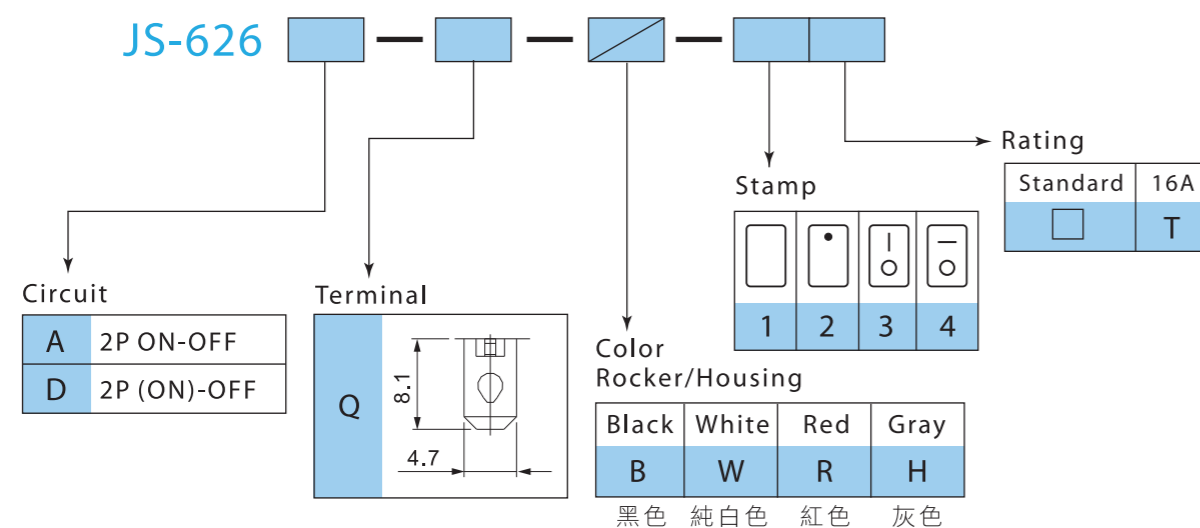 JS-626
Rating
Standard 16A
□ T
Stamp
1 2 3 4
Circuit
A 2P ON-OFF
D 2P (ON)-OFF
Terminal
Q
8.1
4.7
Color
Rocker/Housing
Black White Red Gray
B W R H
黑色 純白色 紅色 灰色